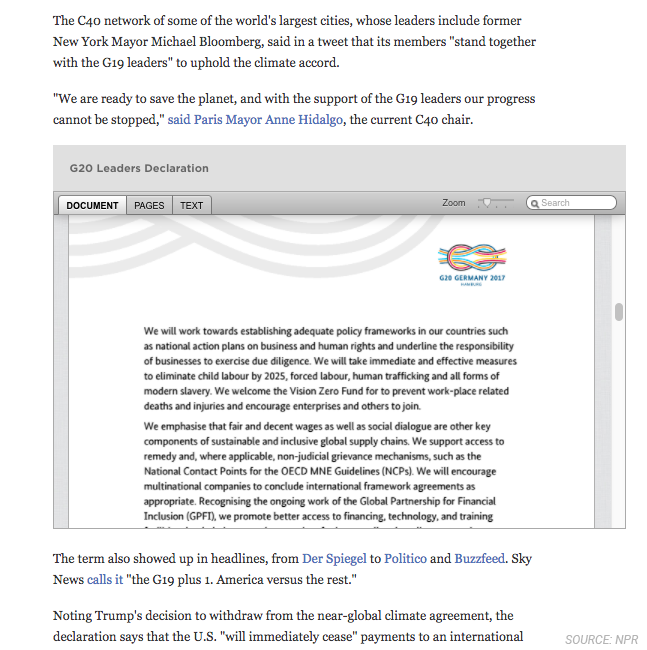 The C40 network of some of the world's largest cities, whose leaders include former
New York Mayor Michael Bloomberg, said in a tweet that its members "stand together
with the G19 leaders" to uphold the climate accord.
"We are ready to save the planet, and with the support of the G19 leaders our progress
cannot be stopped," said Paris Mayor Anne Hidalgo, the current C40 chair.
G20 Leaders Declaration
DOCUMENT PAGES TEXT Zoom Search
G20 GERMANY 2017
HAMBURG
We will work towards establishing adequate policy frameworks in our countries such
as national action plans on business and human rights and underline the responsibility
of businesses to exercise due diligence. We will take immediate and effective measures
to eliminate child labour by 2025, forced labour, human trafficking and all forms of
modern slavery. We welcome the Vision Zero Fund for to prevent work-place related
deaths and injuries and encourage enterprises and others to join.
We emphasise that fair and decent wages as well as social dialogue are other key
components of sustainable and inclusive global supply chains. We support access to
remedy and, where applicable, non-judicial grievance mechanisms, such as the
National Contact Points for the OECD MNE Guidelines (NCPs). We will encourage
multinational companies to conclude international framework agreements as
appropriate. Recognising the ongoing work of the Global Partnership for Financial
Inclusion (GPFI), we promote better access to financing, technology, and training
The term also showed up in headlines, from Der Spiegel to Politico and Buzzfeed. Sky
News calls it "the G19 plus 1. America versus the rest."
Noting Trump's decision to withdraw from the near-global climate agreement, the
declaration says that the U.S. "will immediately cease" payments to an international
SOURCE: NPR